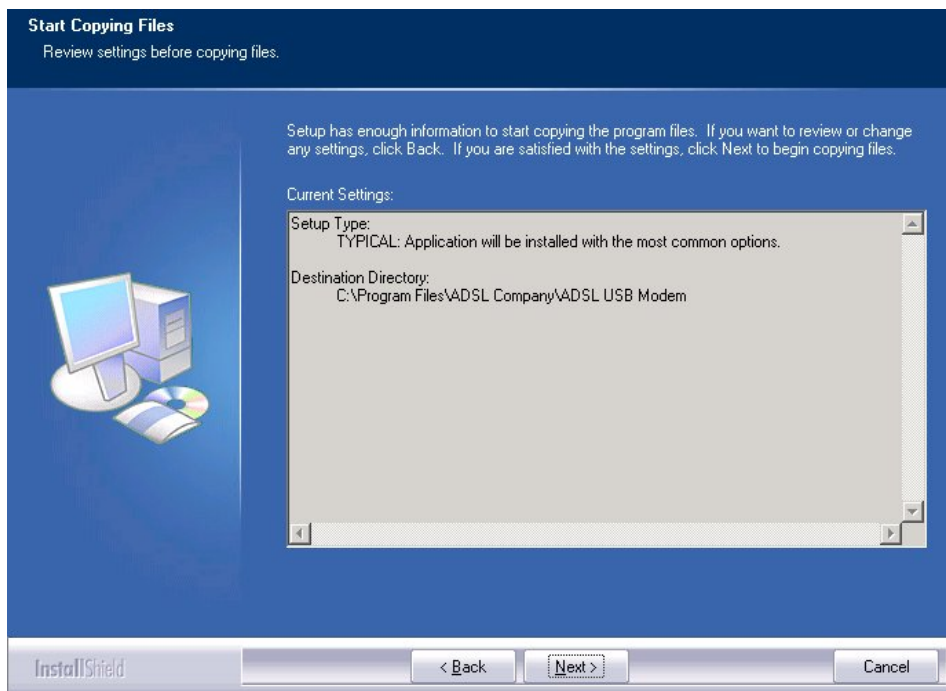 Start Copying Files
Review settings before copying files.
Setup has enough information to start copying the program files.  If you want to review or change
any settings, click Back.  If you are satisfied with the settings, click Next to begin copying files.
Current Settings:
Setup Type:
TYPICAL: Application will be installed with the most common options.
Destination Directory:
C:\Program Files\ADSL Company\ADSL USB Modem
InstallShield
< Back
Next >
Cancel